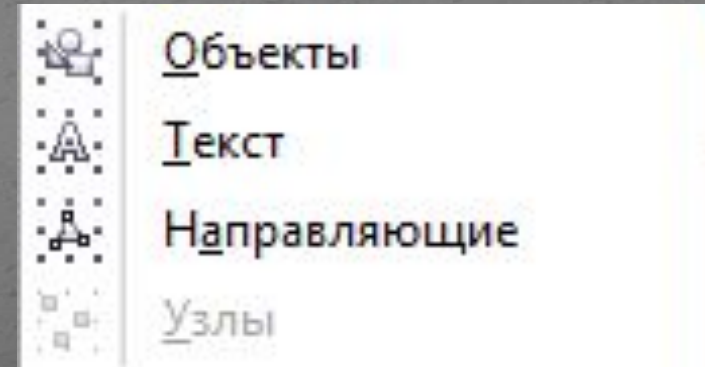 Объекты
Текст
Направляющие
Узлы